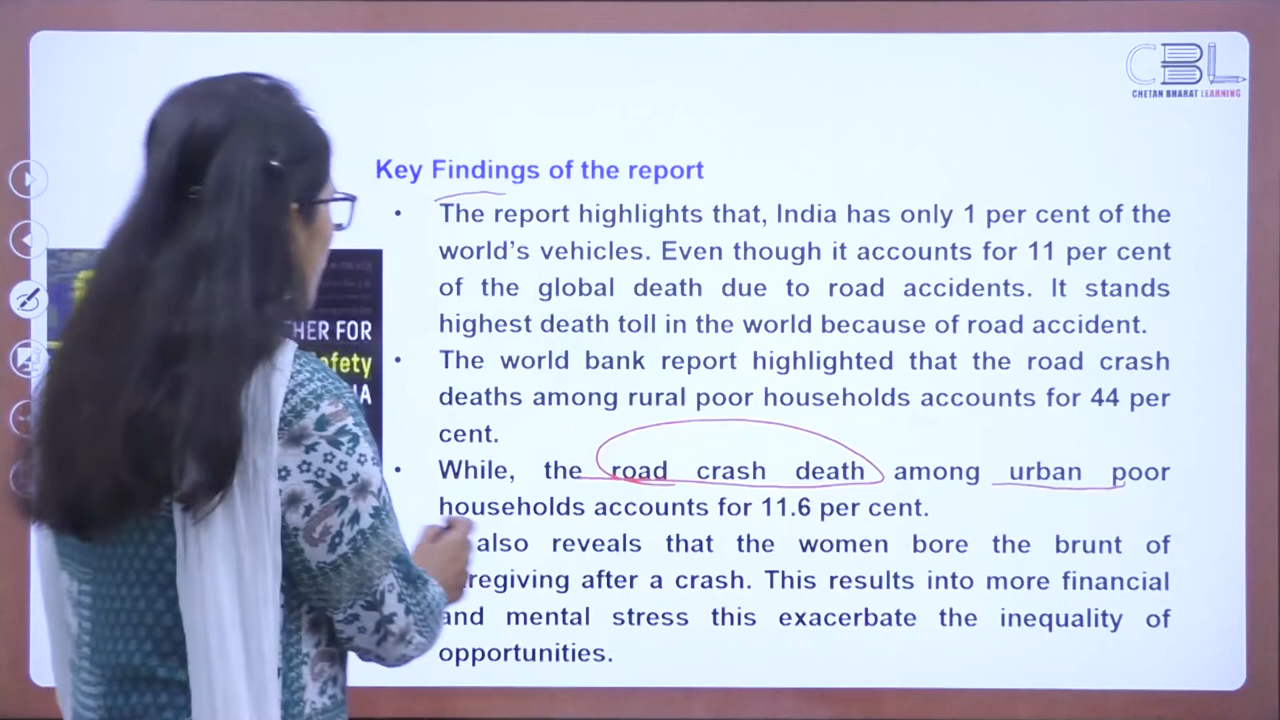 CBL
CHETAN BHARAT LEARNING
Key Findings of the report
• The report highlights that, India has only 1 per cent of the
world's vehicles. Even though it accounts for 11 per cent
of the global death due to road accidents. It stands
highest death toll in the world because of road accident.
• The world bank report highlighted that the road crash
deaths among rural poor households accounts for 44 per
cent.
• While, the road crash death among urban poor
households accounts for 11.6 per cent.
also reveals that the women bore the brunt of
after a crash. This results into more financial
and mental stress this exacerbate the inequality of
opportunities.
FOR